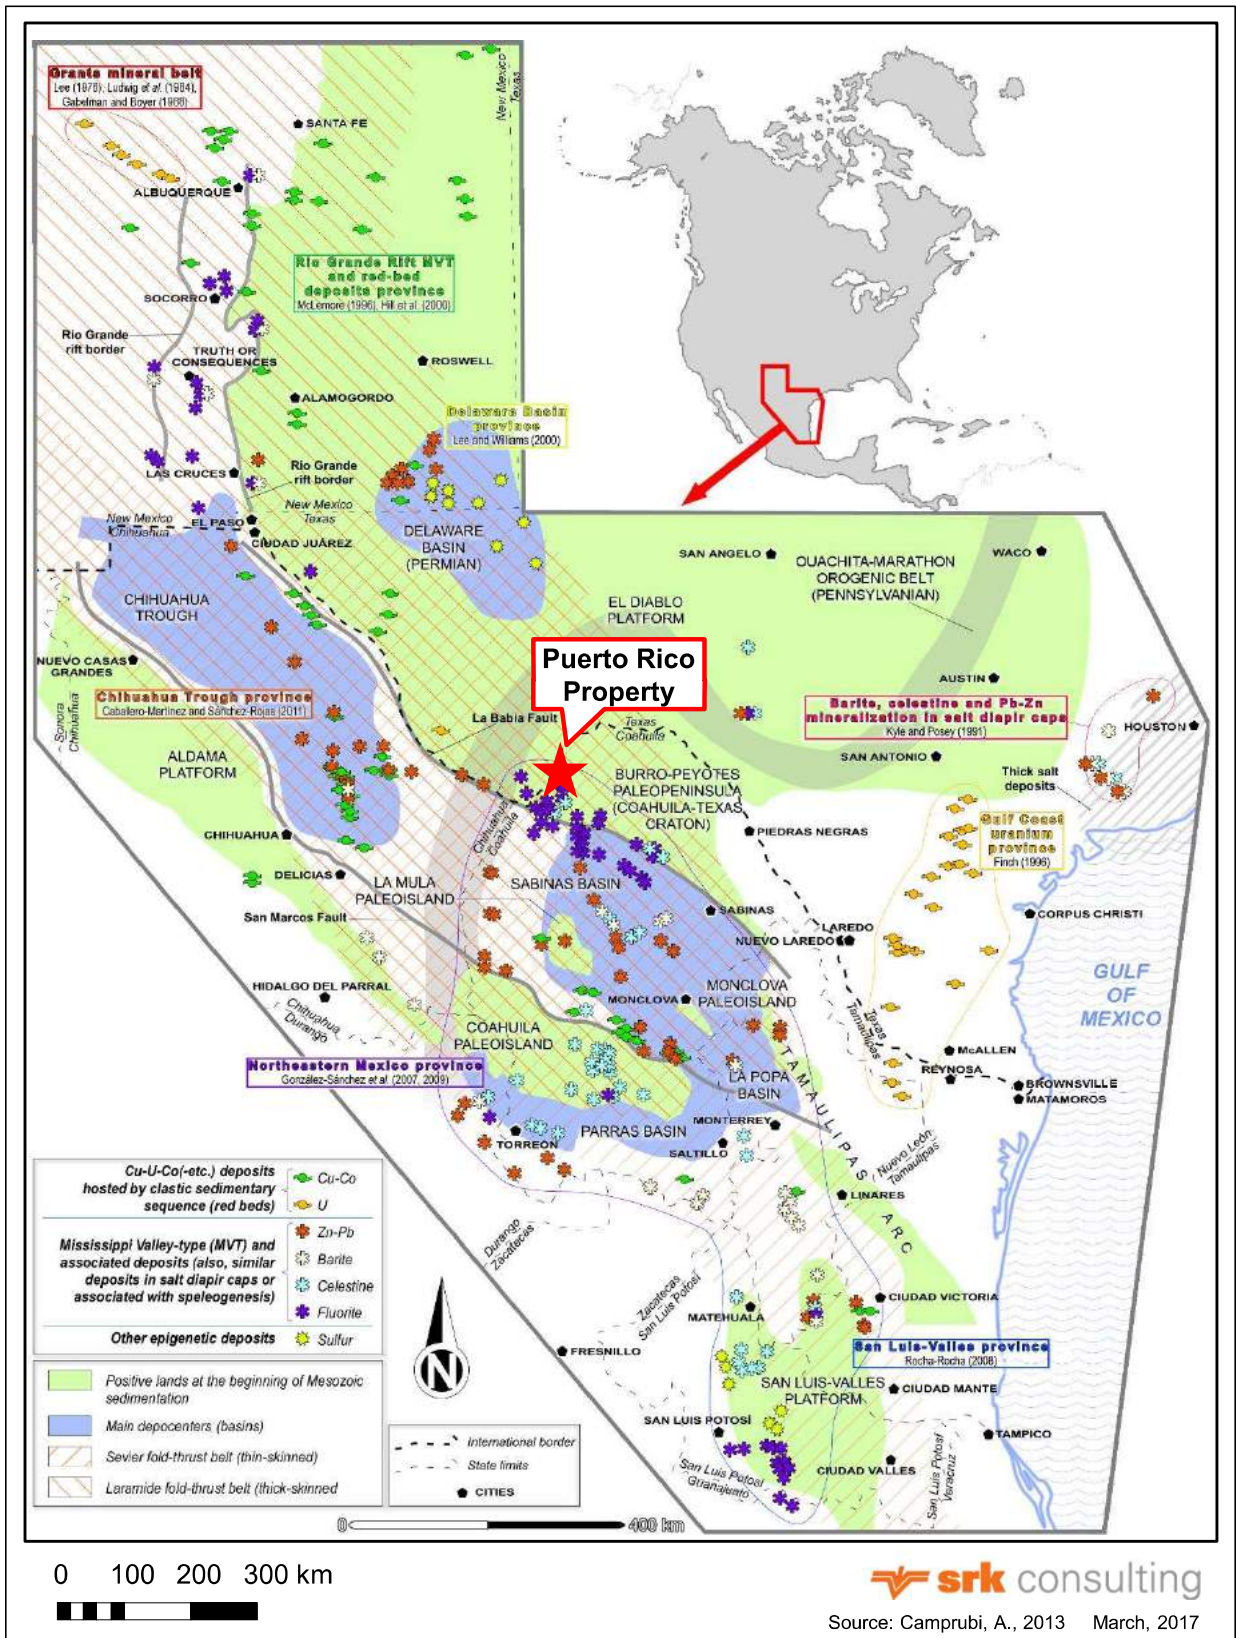 Grants mineral belt
Lee (1976), Ludwig et al. (1984),
Gabelman and Boyer (1988)
SANTA FE
New Mexico
Texas
ALBUQUERQUE
Rio Grande Rift MVT
and red-bed
deposits province
McLemore (1996), Hill et al. (2000)
SOCORRO
Rio Grande
rift border
TRUTH OR
CONSEQUENCES
ROSWELL
ALAMOGORDO
Delaware Basin
province
Lee and Williams (2000)
LAS CRUCES
Rio Grande
rift border
New Mexico
Texas
New Mexico
Chihuahua
EL PASO
CIUDAD JUÁREZ
DELAWARE
BASIN
(PERMIAN)
SAN ANGELO
WACO
OUACHITA-MARATHON
OROGENIC BELT
(PENNSYLVANIAN)
CHIHUAHUA
TROUGH
EL DIABLO
PLATFORM
Puerto Rico
Property
NUEVO CASAS
GRANDES
Sonora
Chihuahua
Chihuahua Trough province
Caballero-Martínez and Sánchez-Rojas (2011)
La Babia Fault
Texas
Coahuila
AUSTIN
Barite, celestine and Pb-Zn
mineralization in salt diapir caps
Kyle and Posey (1991)
HOUSTON
SAN ANTONIO
Thick salt
deposits
ALDAMA
PLATFORM
BURRO-PEYOTES
PALEOPENINSULA
(COAHUILA-TEXAS
CRATON)
Chihuahua
Coahuila
Gulf Coast
uranium
province
Finch (1996)
CHIHUAHUA
PIEDRAS NEGRAS
DELICIAS
LA MULA
PALEOISLAND
SABINAS BASIN
San Marcos Fault
SABINAS
LAREDO
NUEVO LAREDO
CORPUS CHRISTI
HIDALGO DEL PARRAL
Chihuahua
Durango
MONCLOVA
MONCLOVA
PALEOISLAND
GULF
OF
MEXICO
Texas
Tamaulipas
COAHUILA
PALEOISLAND
Northeastern Mexico province
González-Sánchez et al. (2007, 2009)
McALLEN
REYNOSA
BROWNSVILLE
MATAMOROS
LA POPA
BASIN
TAMAULIPAS ARC
MONTERREY
PARRAS BASIN
TORREÓN
SALTILLO
Nuevo León
Tamaulipas
LINARES
Durango
Zacatecas
Zacatecas
San Luis Potosí
MATEHUALA
CIUDAD VICTORIA
San Luis-Valles province
Rocha-Rocha (2008)
FRESNILLO
SAN LUIS-VALLES
PLATFORM
CIUDAD MANTE
SAN LUIS POTOSÍ
TAMPICO
San Luis Potosí
Guanajuato
CIUDAD VALLES
San Luis Potosí
Veracruz
Cu-U-Co(-etc.) deposits
hosted by clastic sedimentary
sequence (red beds)
Cu-Co
U
Mississippi Valley-type (MVT) and
associated deposits (also, similar
deposits in salt diapir caps or
associated with speleogenesis)
Zn-Pb
Barite
Celestine
Fluorite
Other epigenetic deposits
Sulfur
Positive lands at the beginning of Mesozoic
sedimentation
Main depocenters (basins)
Sevier fold-thrust belt (thin-skinned)
Laramide fold-thrust belt (thick-skinned
N
International border
State limits
CITIES
0 400 km
0 100 200 300 km
srk consulting
Source: Camprubi, A., 2013 March, 2017